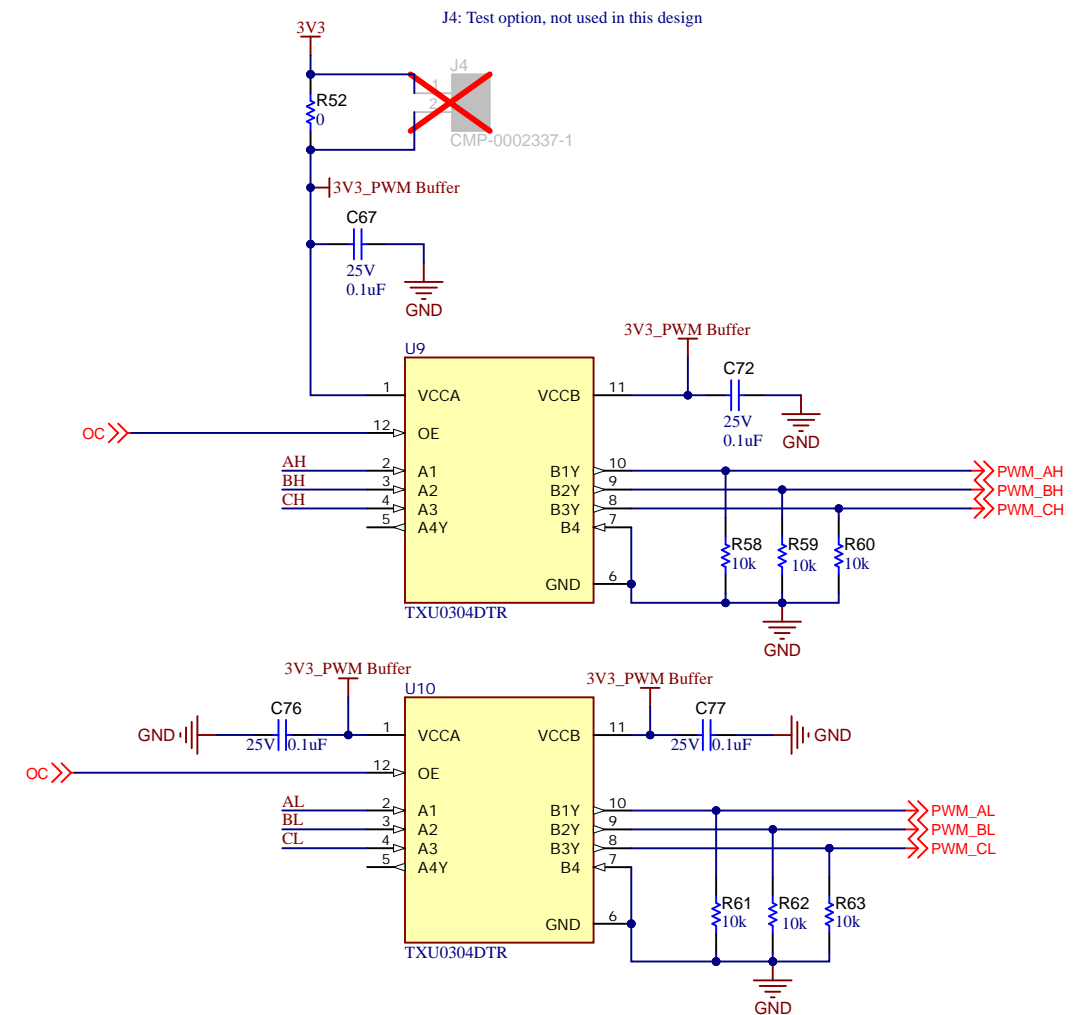 J4: Test option, not used in this design
3V3
J4
1
2
CMP-0002337-1
R52
0
3V3_PWM Buffer
C67
25V
0.1uF
GND
3V3_PWM Buffer
U9
C72
25V
0.1uF
GND
1 VCCA VCCB 11
OC 12 OE
AH 2 A1 B1Y 10 PWM_AH
BH 3 A2 B2Y 9 PWM_BH
CH 4 A3 B3Y 8 PWM_CH
5 A4Y B4 7
R58 R59 R60
10k 10k 10k
GND 6
TXU0304DTR
GND
3V3_PWM Buffer
3V3_PWM Buffer
U10
C76
C77
GND 25V 0.1uF
1 VCCA VCCB 11
25V 0.1uF GND
OC 12 OE
AL 2 A1 B1Y 10 PWM_AL
BL 3 A2 B2Y 9 PWM_BL
CL 4 A3 B3Y 8 PWM_CL
5 A4Y B4 7
R61 R62 R63
10k 10k 10k
GND 6
TXU0304DTR
GND